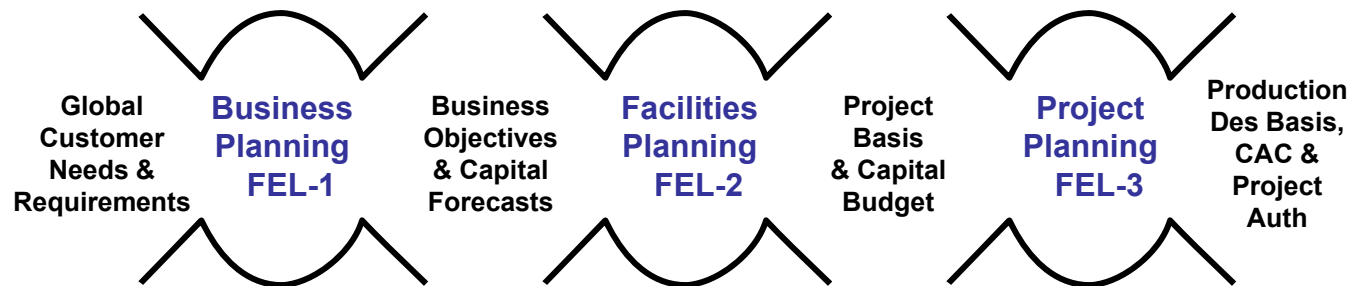 Global
Customer
Needs &
Requirements
Business
Planning
FEL-1
Business
Objectives
& Capital
Forecasts
Facilities
Planning
FEL-2
Project
Basis
& Capital
Budget
Project
Planning
FEL-3
Production
Des Basis,
CAC &
Project
Auth